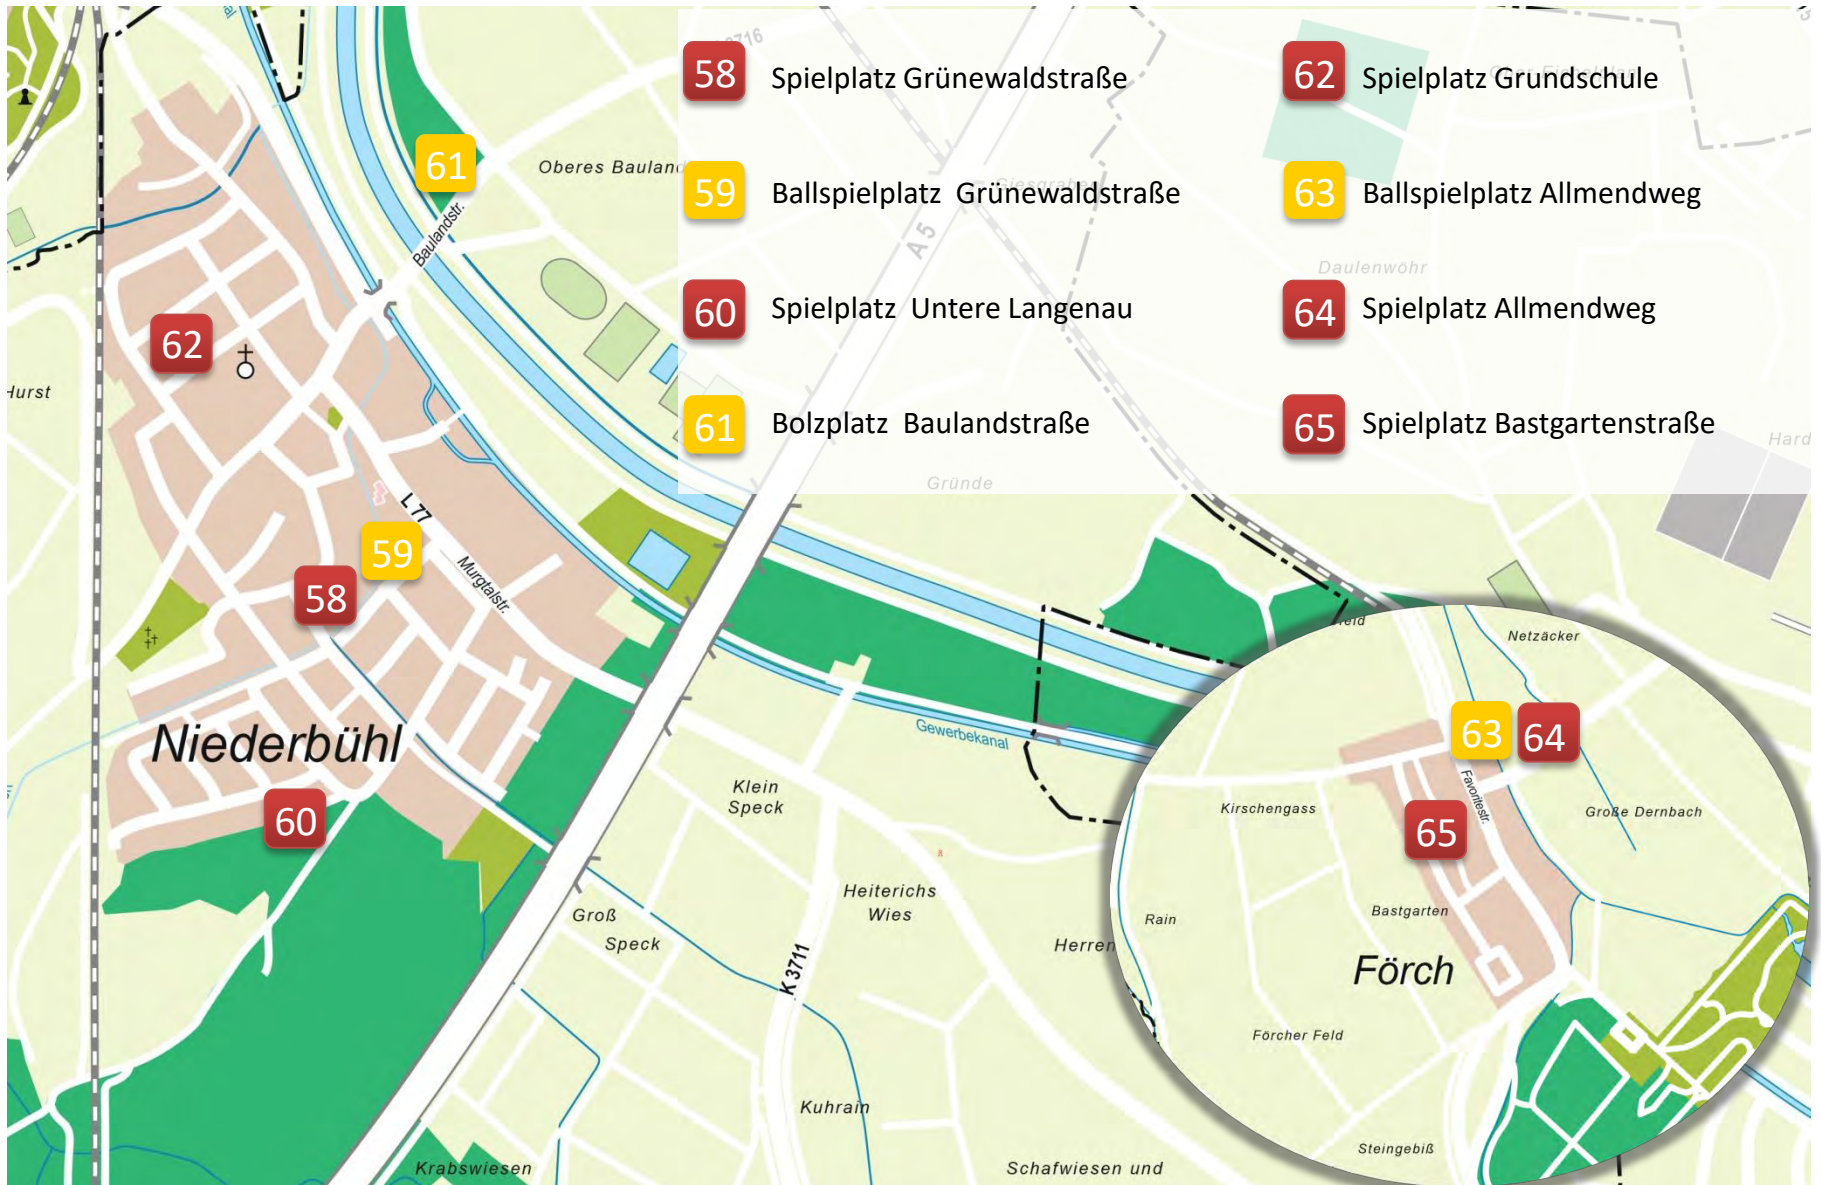 58 Spielplatz Grünewaldstraße
59 Ballspielplatz Grünewaldstraße
60 Spielplatz Untere Langenau
61 Bolzplatz Baulandstraße
62 Spielplatz Grundschule
63 Ballspielplatz Allmendweg
64 Spielplatz Allmendweg
65 Spielplatz Bastgartenstraße
3716
61
Oberes Bauland
Baulandstr.
Giesgraben
A 5
Daulenwöhr
62
Hurst
Gründe
Hard
L 77
59
Murgtalstr.
58
Niederbühl
60
Gewerbekanal
Klein
Speck
Groß
Speck
Heiterichs
Wies
Herren
K 3711
Kuhrain
Krabswiesen
Schafwiesen und
Netzäcker
63
64
Favoritestr.
Kirschengass
Große Dernbach
65
Rain
Bastgarten
Förch
Förcher Feld
Steingebiß